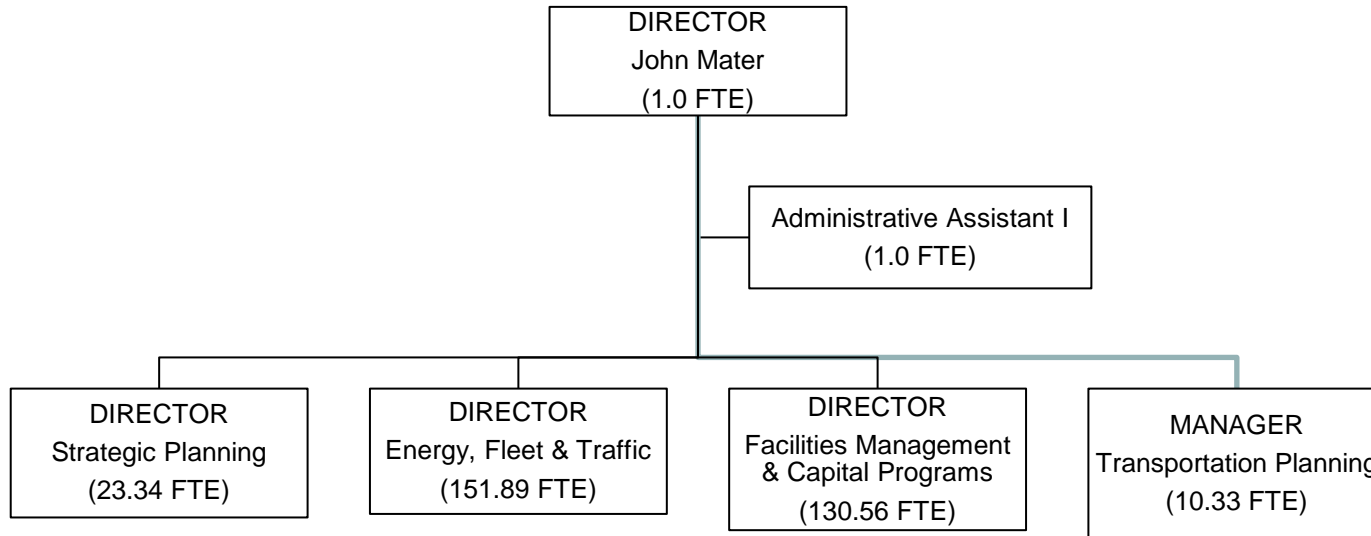 DIRECTOR
John Mater
(1.0 FTE)
Administrative Assistant I
(1.0 FTE)
DIRECTOR
Strategic Planning
(23.34 FTE)
DIRECTOR
Energy, Fleet & Traffic
(151.89 FTE)
DIRECTOR
Facilities Management
& Capital Programs
(130.56 FTE)
MANAGER
Transportation Planning
(10.33 FTE)